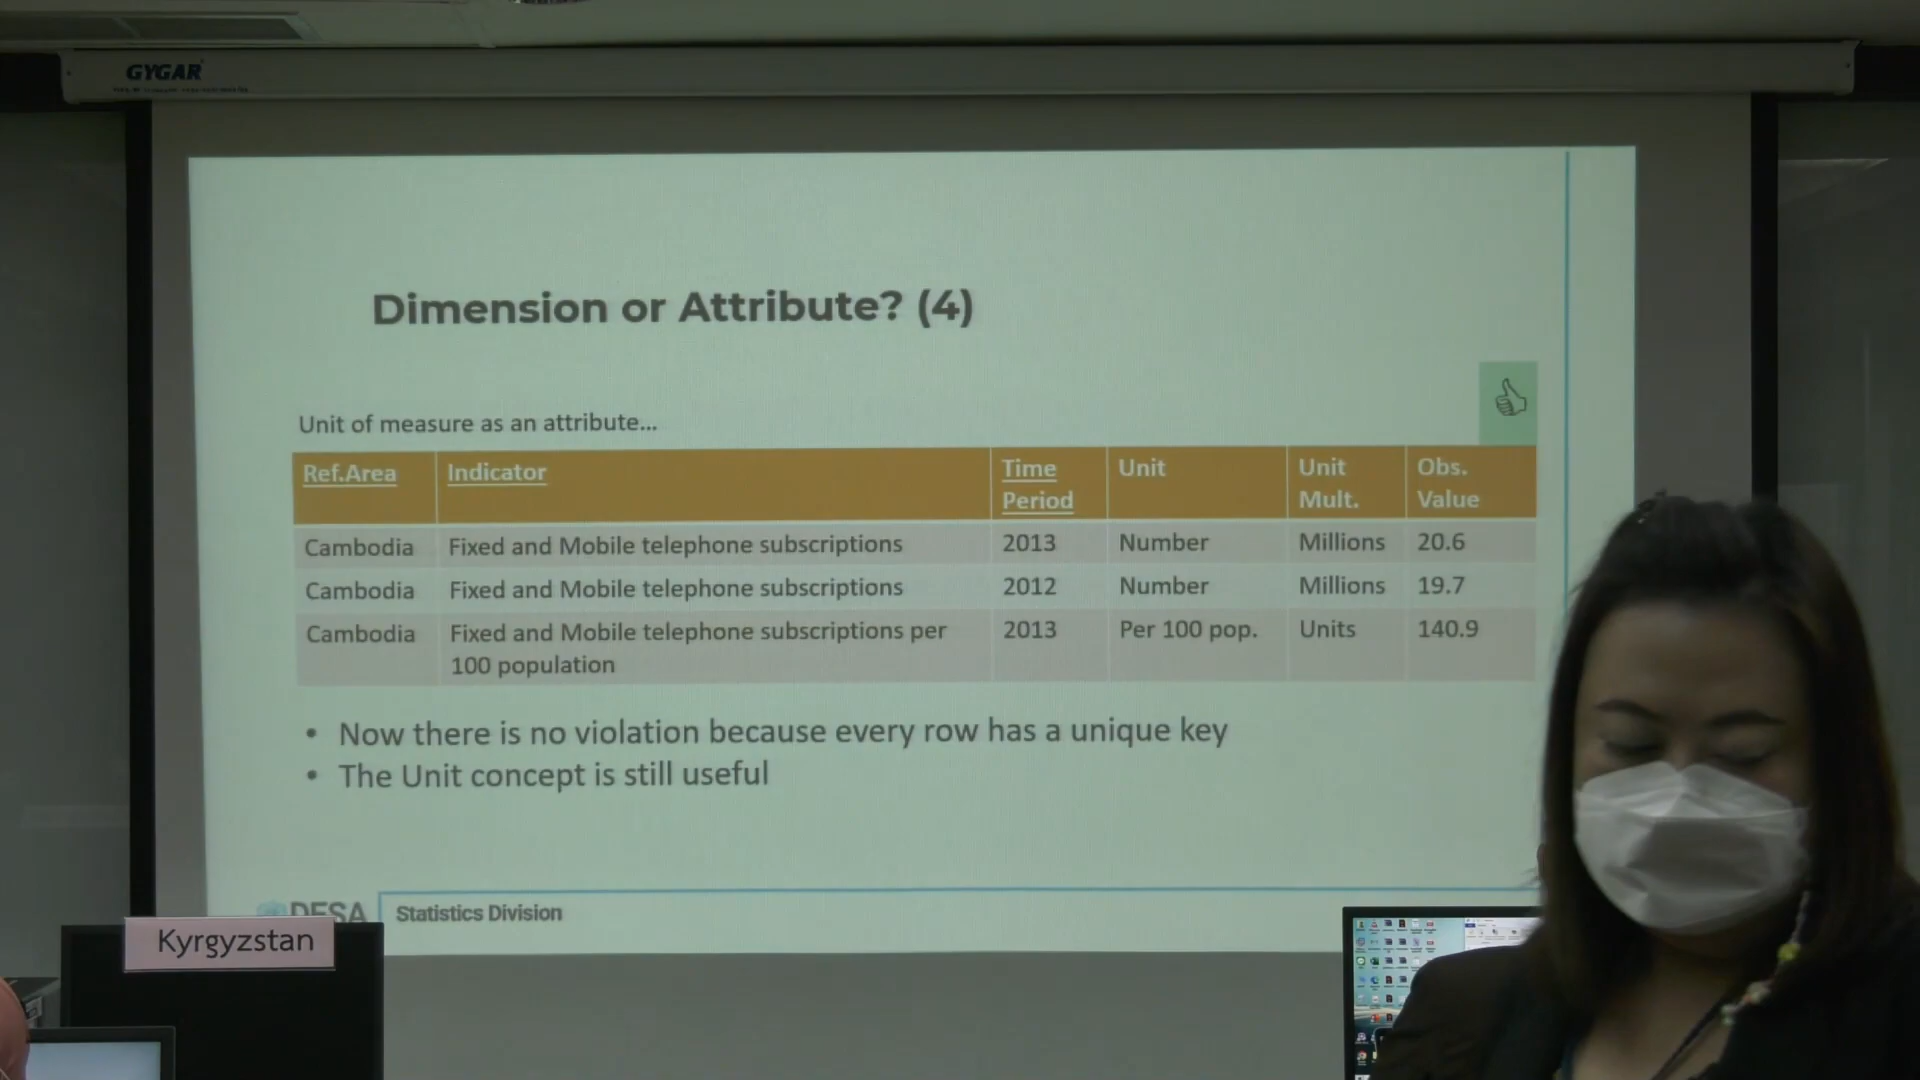 GYGAR
Dimension or Attribute? (4)
Unit of measure as an attribute...
Ref.Area Indicator Time Period Unit Unit Mult. Obs. Value
Cambodia Fixed and Mobile telephone subscriptions 2013 Number Millions 20.6
Cambodia Fixed and Mobile telephone subscriptions 2012 Number Millions 19.7
Cambodia Fixed and Mobile telephone subscriptions per 100 population 2013 Per 100 pop. Units 140.9
• Now there is no violation because every row has a unique key
• The Unit concept is still useful
DESA Statistics Division
Kyrgyzstan